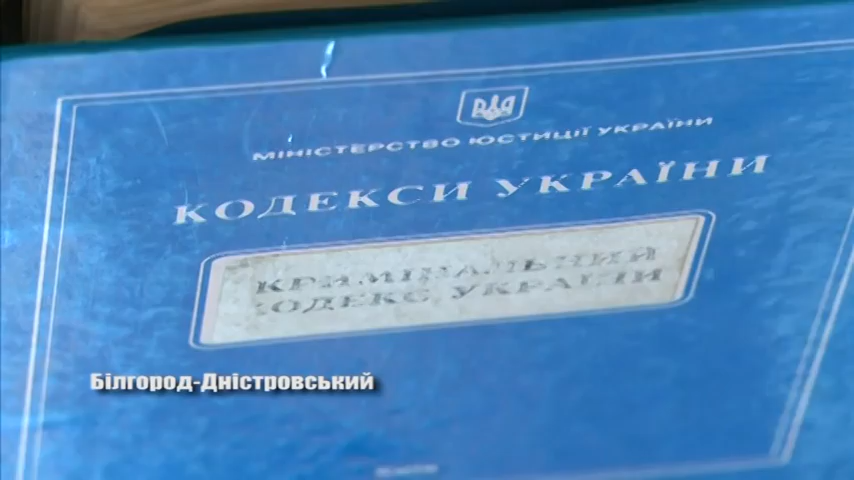 МІНІСТЕРСТВО ЮСТИЦІЇ УКРАЇНИ
КОДЕКСИ УКРАЇНИ
КРИМІНАЛЬНИЙ
КОДЕКС УКРАЇНИ
Білгород-Дністровський